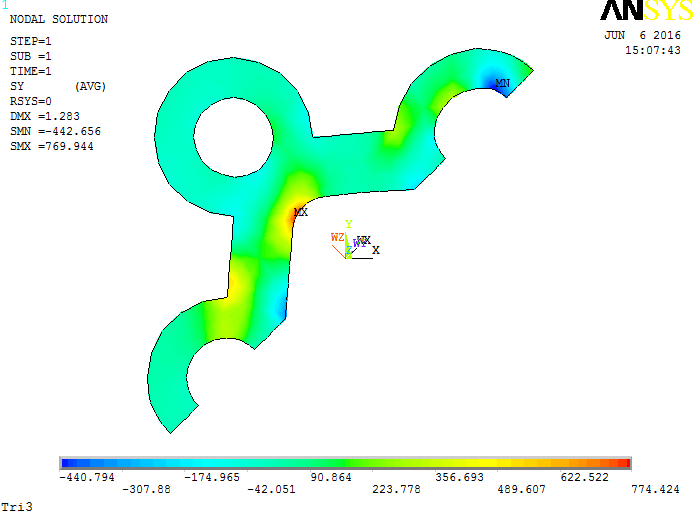 1
NODAL SOLUTION
STEP=1
SUB =1
TIME=1
SY (AVG)
RSYS=0
DMX =1.283
SMN =-442.656
SMX =769.944
ANSYS
JUN 6 2016
15:07:43
MN
MX
Y
WZ WY WX
Z X
-440.794 -174.965 90.864 356.693 622.522
-307.88 -42.051 223.778 489.607 774.424
Tri3